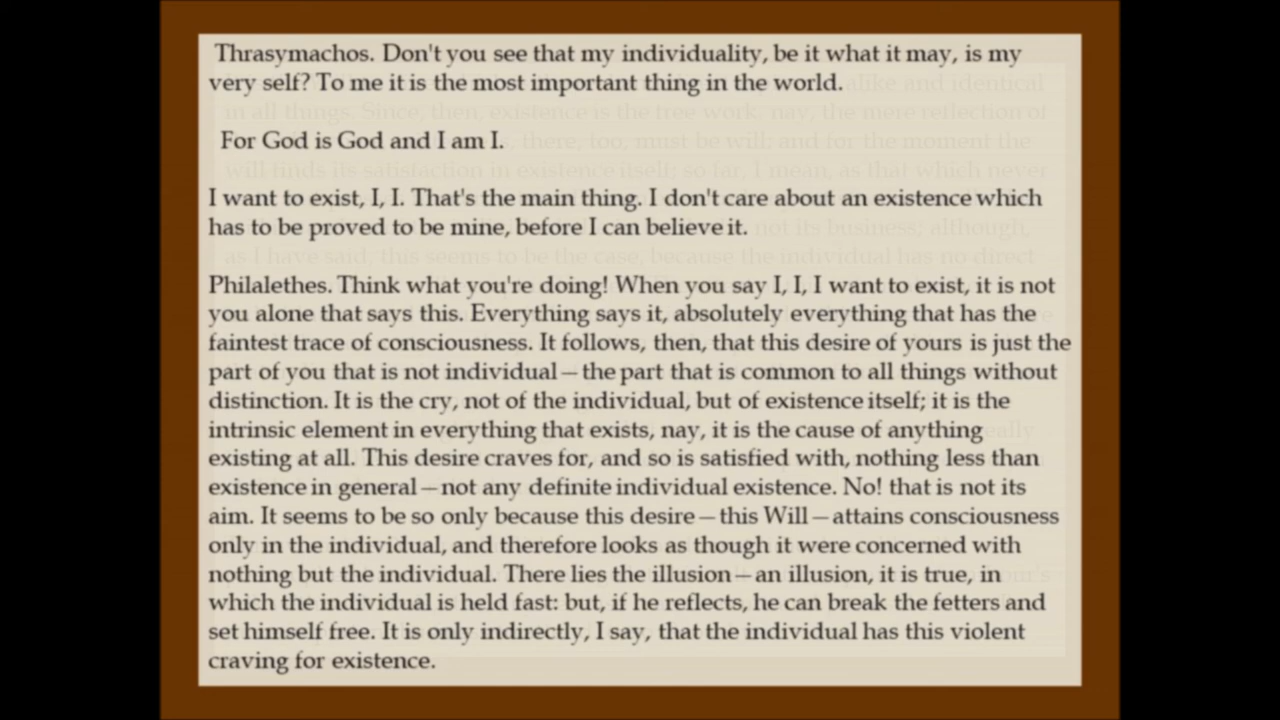 Thrasymachos. Don't you see that my individuality, be it what it may, is my
very self? To me it is the most important thing in the world.
For God is God and I am I.
I want to exist, I, I. That's the main thing. I don't care about an existence which
has to be proved to be mine, before I can believe it.
Philalethes. Think what you're doing! When you say I, I, I want to exist, it is not
you alone that says this. Everything says it, absolutely everything that has the
faintest trace of consciousness. It follows, then, that this desire of yours is just the
part of you that is not individual—the part that is common to all things without
distinction. It is the cry, not of the individual, but of existence itself; it is the
intrinsic element in everything that exists, nay, it is the cause of anything
existing at all. This desire craves for, and so is satisfied with, nothing less than
existence in general—not any definite individual existence. No! that is not its
aim. It seems to be so only because this desire—this Will—attains consciousness
only in the individual, and therefore looks as though it were concerned with
nothing but the individual. There lies the illusion—an illusion, it is true, in
which the individual is held fast: but, if he reflects, he can break the fetters and
set himself free. It is only indirectly, I say, that the individual has this violent
craving for existence.